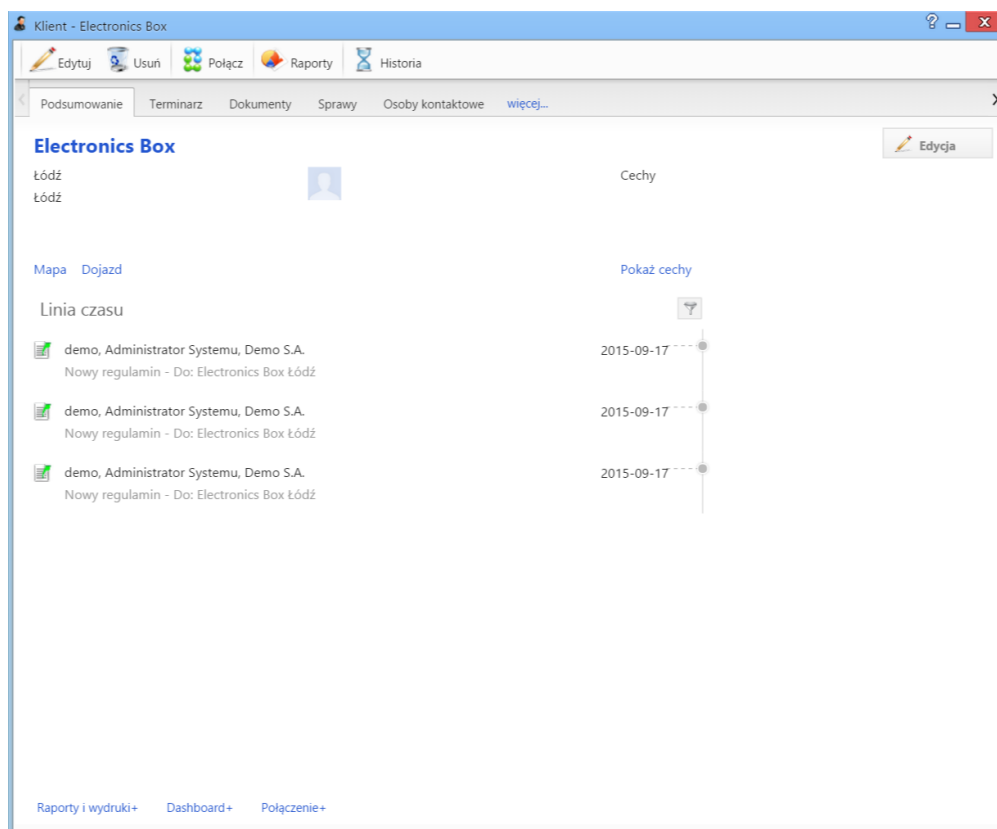 Klient - Electronics Box
Edytuj Usuń Połącz Raporty Historia
Podsumowanie Terminarz Dokumenty Sprawy Osoby kontaktowe więcej...
Electronics Box
Edycja
Łódź
Cechy
Łódź
Mapa Dojazd
Pokaż cechy
Linia czasu
demo, Administrator Systemu, Demo S.A. 2015-09-17
Nowy regulamin - Do: Electronics Box Łódź
demo, Administrator Systemu, Demo S.A. 2015-09-17
Nowy regulamin - Do: Electronics Box Łódź
demo, Administrator Systemu, Demo S.A. 2015-09-17
Nowy regulamin - Do: Electronics Box Łódź
Raporty i wydruki+ Dashboard+ Połączenie+